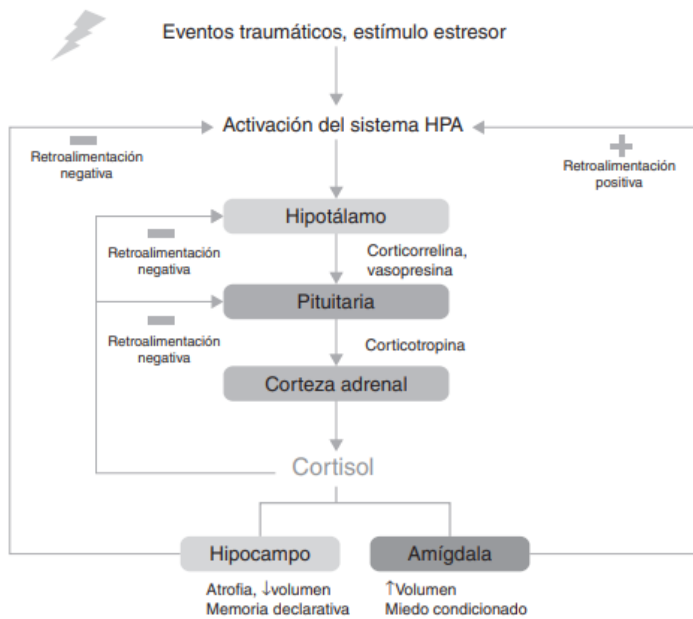 Eventos traumáticos, estímulo estresor
Activación del sistema HPA
Retroalimentación
negativa
Retroalimentación
positiva
Hipotálamo
Retroalimentación
negativa
Corticorrelina,
vasopresina
Pituitaria
Retroalimentación
negativa
Corticotropina
Corteza adrenal
Cortisol
Hipocampo
Amígdala
Atrofia, ↓volumen
Memoria declarativa
↑Volumen
Miedo condicionado